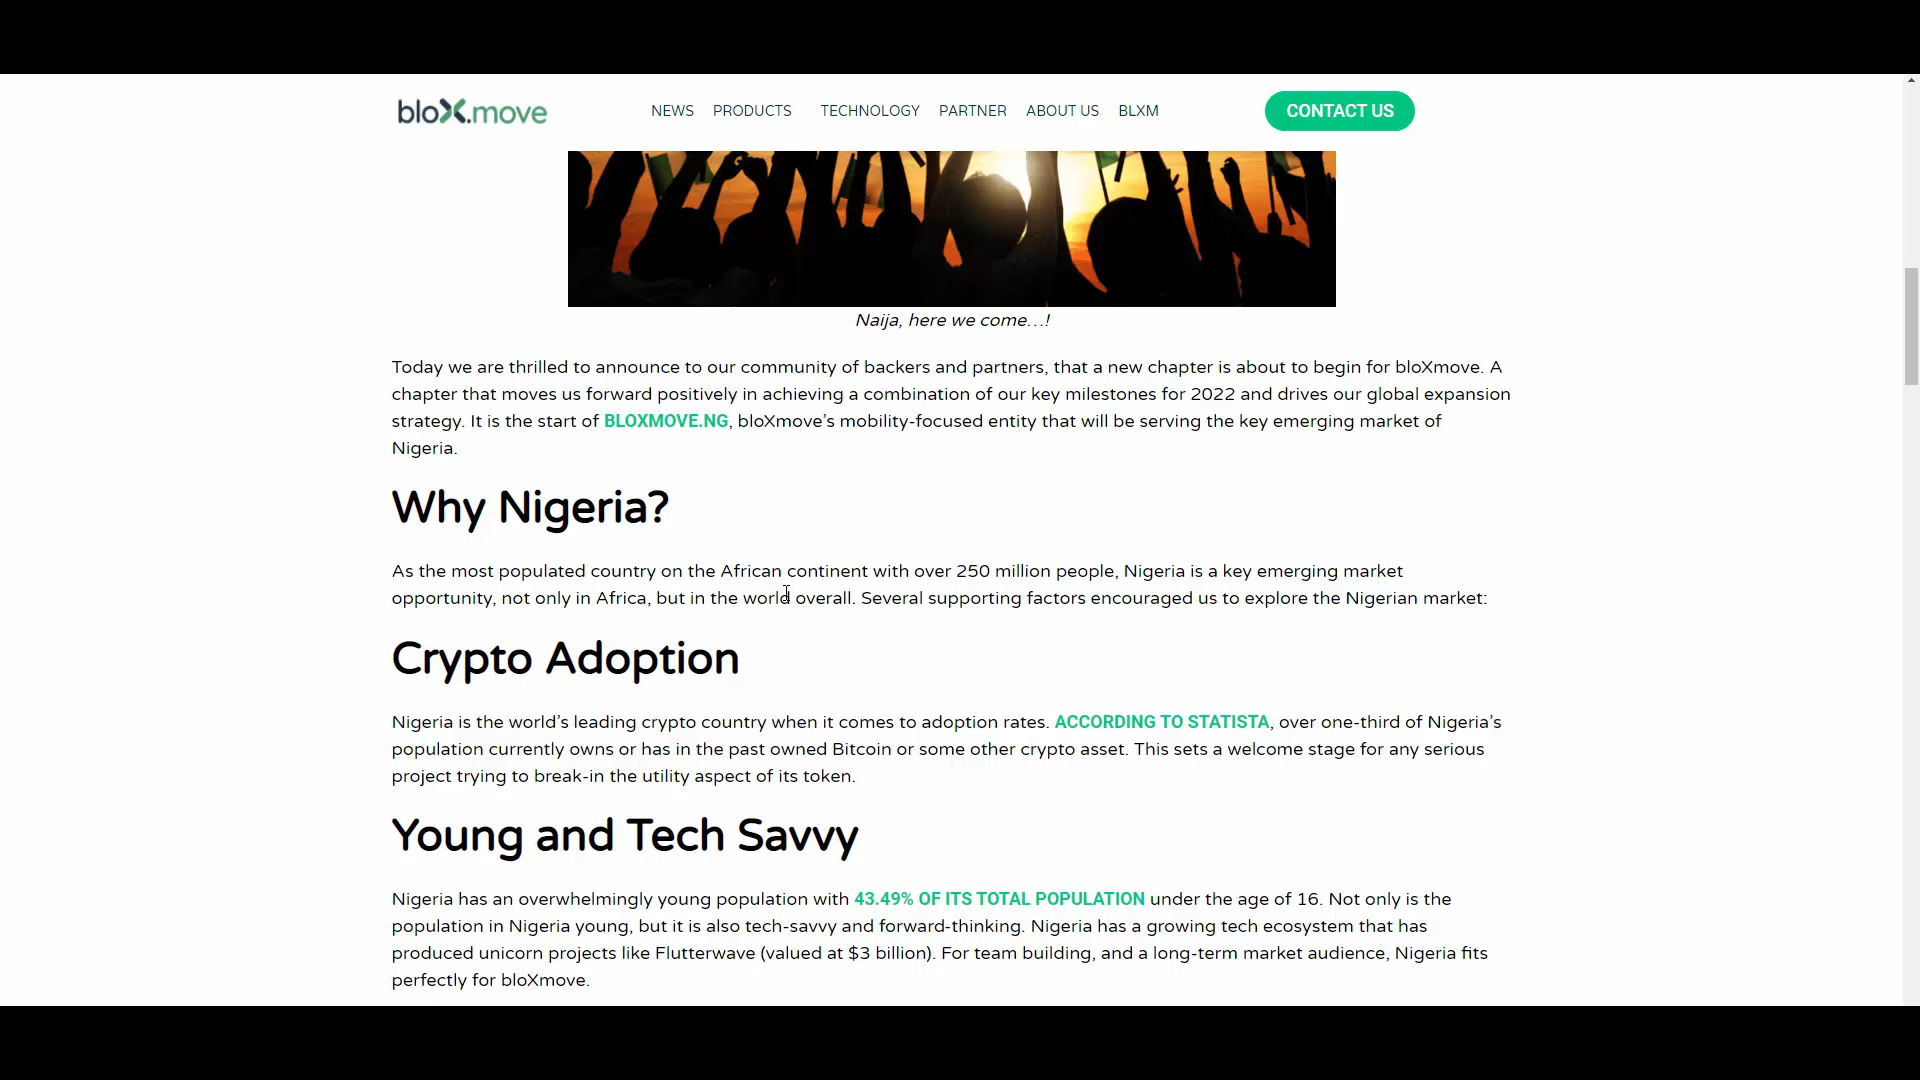 bloX.move NEWS PRODUCTS TECHNOLOGY PARTNER ABOUT US BLXM CONTACT US
Naija, here we come...!
Today we are thrilled to announce to our community of backers and partners, that a new chapter is about to begin for bloXmove. A
chapter that moves us forward positively in achieving a combination of our key milestones for 2022 and drives our global expansion
strategy. It is the start of BLOXMOVE.NG, bloXmove’s mobility-focused entity that will be serving the key emerging market of
Nigeria.
Why Nigeria?
As the most populated country on the African continent with over 250 million people, Nigeria is a key emerging market
opportunity, not only in Africa, but in the world overall. Several supporting factors encouraged us to explore the Nigerian market:
Crypto Adoption
Nigeria is the world’s leading crypto country when it comes to adoption rates. ACCORDING TO STATISTA, over one-third of Nigeria’s
population currently owns or has in the past owned Bitcoin or some other crypto asset. This sets a welcome stage for any serious
project trying to break-in the utility aspect of its token.
Young and Tech Savvy
Nigeria has an overwhelmingly young population with 43.49% OF ITS TOTAL POPULATION under the age of 16. Not only is the
population in Nigeria young, but it is also tech-savvy and forward-thinking. Nigeria has a growing tech ecosystem that has
produced unicorn projects like Flutterwave (valued at $3 billion). For team building, and a long-term market audience, Nigeria fits
perfectly for bloXmove.